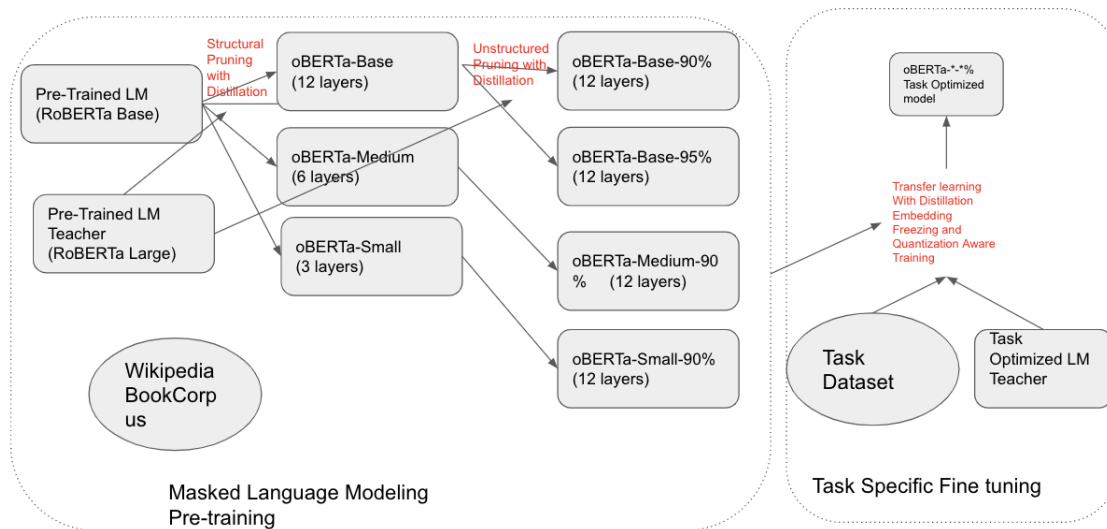 Pre-Trained LM
(RoBERTa Base)
Pre-Trained LM
Teacher
(RoBERTa Large)
Wikipedia
BookCorp
us
Structural
Pruning
with
Distillation
oBERTa-Base
(12 layers)
oBERTa-Medium
(6 layers)
oBERTa-Small
(3 layers)
Unstructured
Pruning with
Distillation
oBERTa-Base-90%
(12 layers)
oBERTa-Base-95%
(12 layers)
oBERTa-Medium-90
% (12 layers)
oBERTa-Small-90%
(12 layers)
Masked Language Modeling
Pre-training
oBERTa-*-*%
Task Optimized
model
Transfer learning
With Distillation
Embedding
Freezing and
Quantization Aware
Training
Task
Dataset
Task
Optimized LM
Teacher
Task Specific Fine tuning